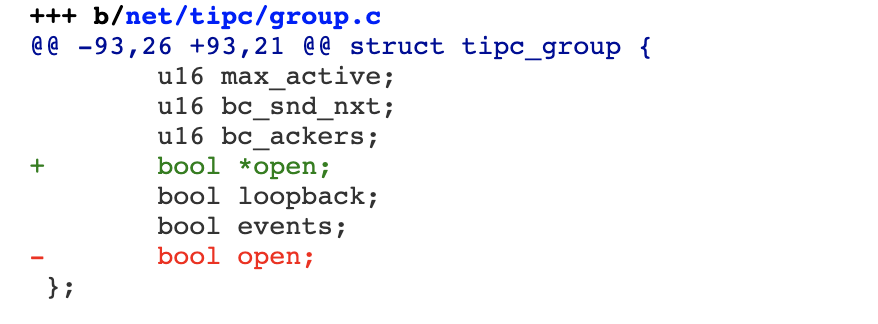 +++ b/net/tipc/group.c
@@ -93,26 +93,21 @@ struct tipc_group {
        u16 max_active;
        u16 bc_snd_nxt;
        u16 bc_ackers;
+       bool *open;
        bool loopback;
        bool events;
-       bool open;
 };